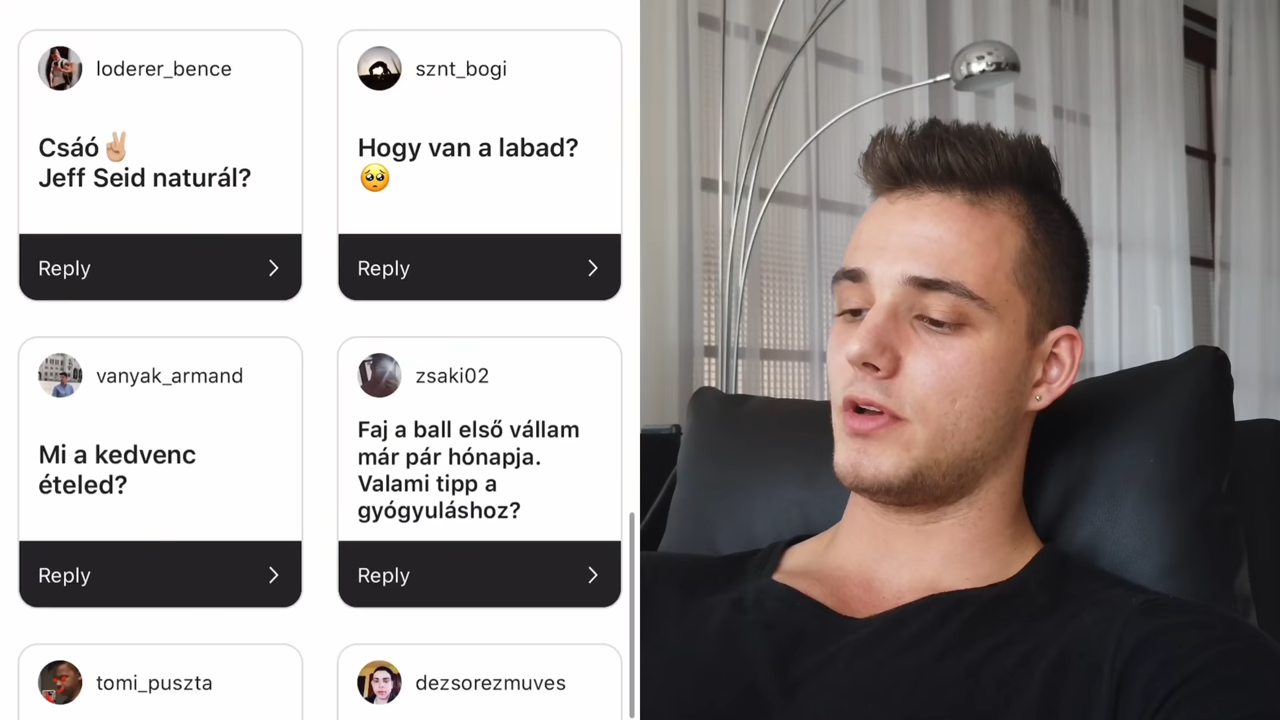 loderer_bence
Csáó✌🏼
Jeff Seid naturál?
Reply
sznt_bogi
Hogy van a labad?
🥺
Reply
vanyak_armand
Mi a kedvenc
ételed?
Reply
zsaki02
Faj a ball első vállam
már pár hónapja.
Valami tipp a
gyógyuláshoz?
Reply
tomi_puszta
dezsorezmuves